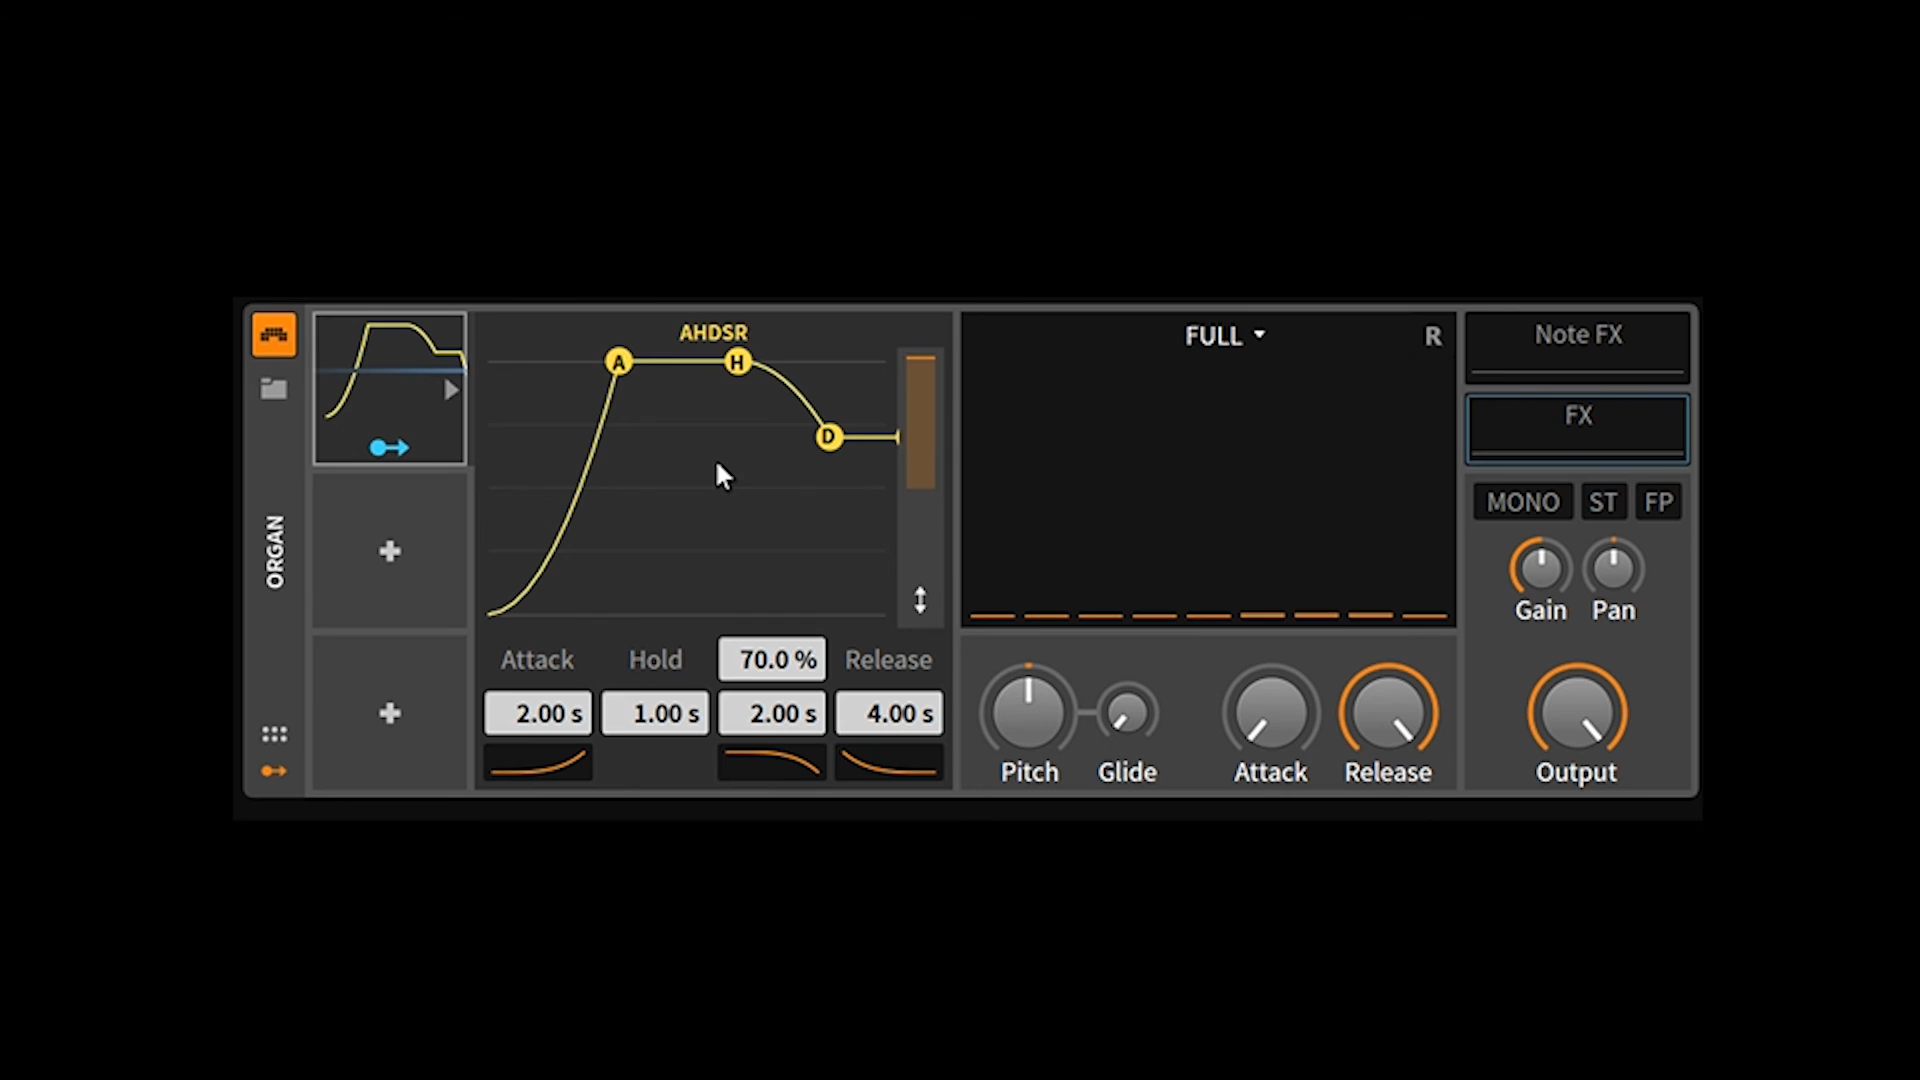 ORGAN
AHDSR
A
H
D
Attack
Hold
70.0 %
Release
2.00 s
1.00 s
2.00 s
4.00 s
FULL
R
Pitch
Glide
Attack
Release
Note FX
FX
MONO
ST
FP
Gain
Pan
Output